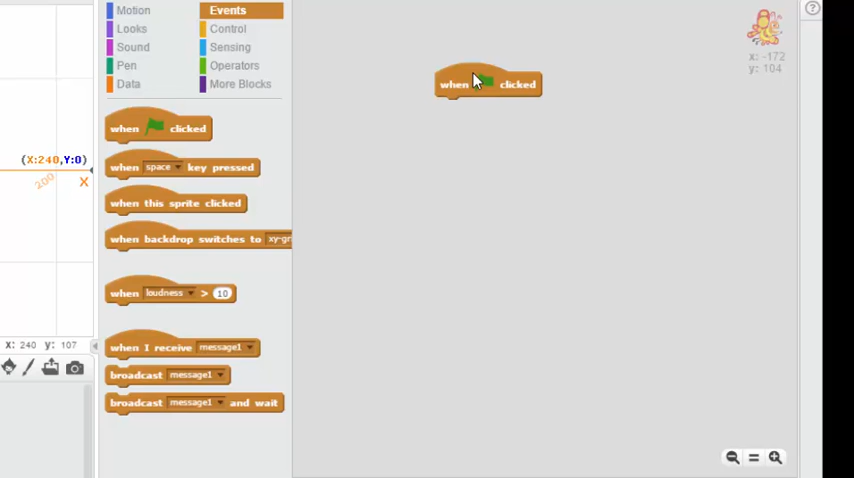 Motion
Events
Looks
Control
Sound
Sensing
Pen
Operators
Data
More Blocks
when clicked
when space key pressed
when this sprite clicked
when backdrop switches to xy-gr
when loudness > 10
when I receive message1
broadcast message1
broadcast message1 and wait
when clicked
x: -172
y: 104
(X:240,Y:0)
200
X
x: 240 y: 107
?